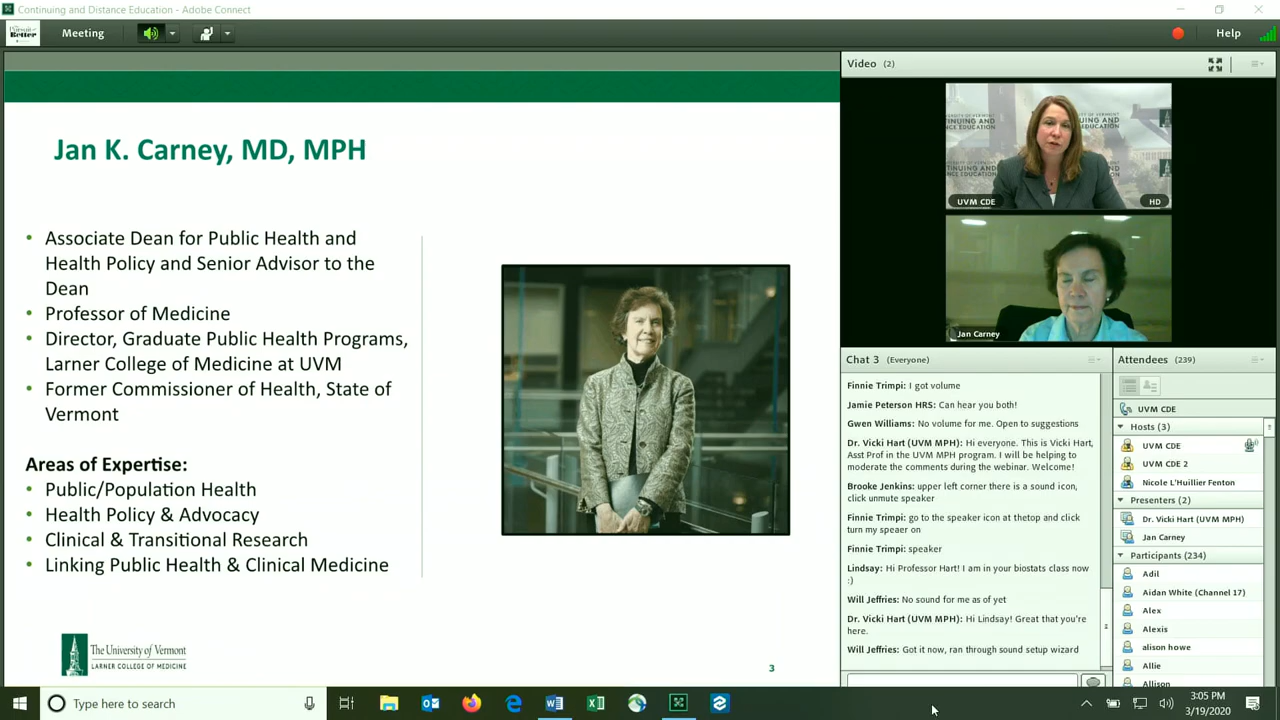 Continuing and Distance Education - Adobe Connect
Pursuit of
Better
Meeting
Help
Jan K. Carney, MD, MPH
• Associate Dean for Public Health and
Health Policy and Senior Advisor to the
Dean
• Professor of Medicine
• Director, Graduate Public Health Programs,
Larner College of Medicine at UVM
• Former Commissioner of Health, State of
Vermont
Areas of Expertise:
• Public/Population Health
• Health Policy & Advocacy
• Clinical & Transitional Research
• Linking Public Health & Clinical Medicine
The University of Vermont
LARNER COLLEGE OF MEDICINE
3
Video (2)
UVM CDE
HD
Jan Carney
Chat 3 (Everyone)
Finnie Trimpi: I got volume
Jamie Peterson HRS: Can hear you both!
Gwen Williams: No volume for me. Open to suggestions
Dr. Vicki Hart (UVM MPH): Hi everyone. This is Vicki Hart,
Asst Prof in the UVM MPH program. I will be helping to
moderate the comments during the webinar. Welcome!
Brooke Jenkins: upper left corner there is a sound icon,
click unmute speaker
Finnie Trimpi: go to the speaker icon at thetop and click
turn my speaer on
Finnie Trimpi: speaker
Lindsay: Hi Professor Hart! I am in your biostats class now
:)
Will Jeffries: No sound for me as of yet
Dr. Vicki Hart (UVM MPH): Hi Lindsay! Great that you're
here.
Will Jeffries: Got it now, ran through sound setup wizard
Attendees (239)
UVM CDE
Hosts (3)
UVM CDE
UVM CDE 2
Nicole L'Huillier Fenton
Presenters (2)
Dr. Vicki Hart (UVM MPH)
Jan Carney
Participants (234)
Adil
Aidan White (Channel 17)
Alex
Alexis
alison howe
Allie
Allison
Type here to search
3:05 PM
3/19/2020